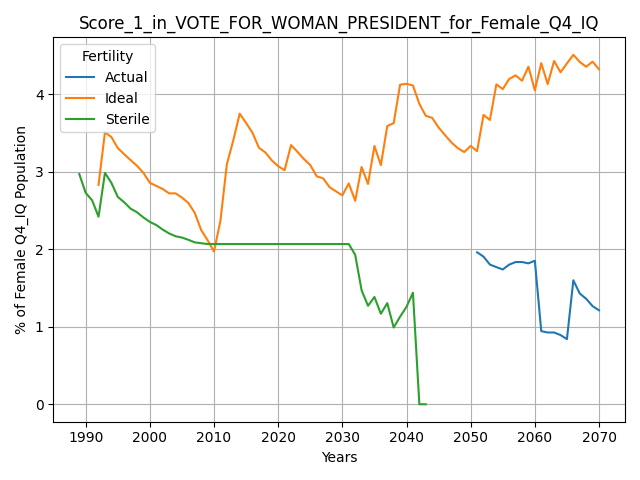 Score_1_in_VOTE_FOR_WOMAN_PRESIDENT_for_Female_Q4_IQ
Fertility
Actual
Ideal
Sterile
% of Female Q4_IQ Population
4
3
2
1
0
1990 2000 2010 2020 2030 2040 2050 2060 2070
Years